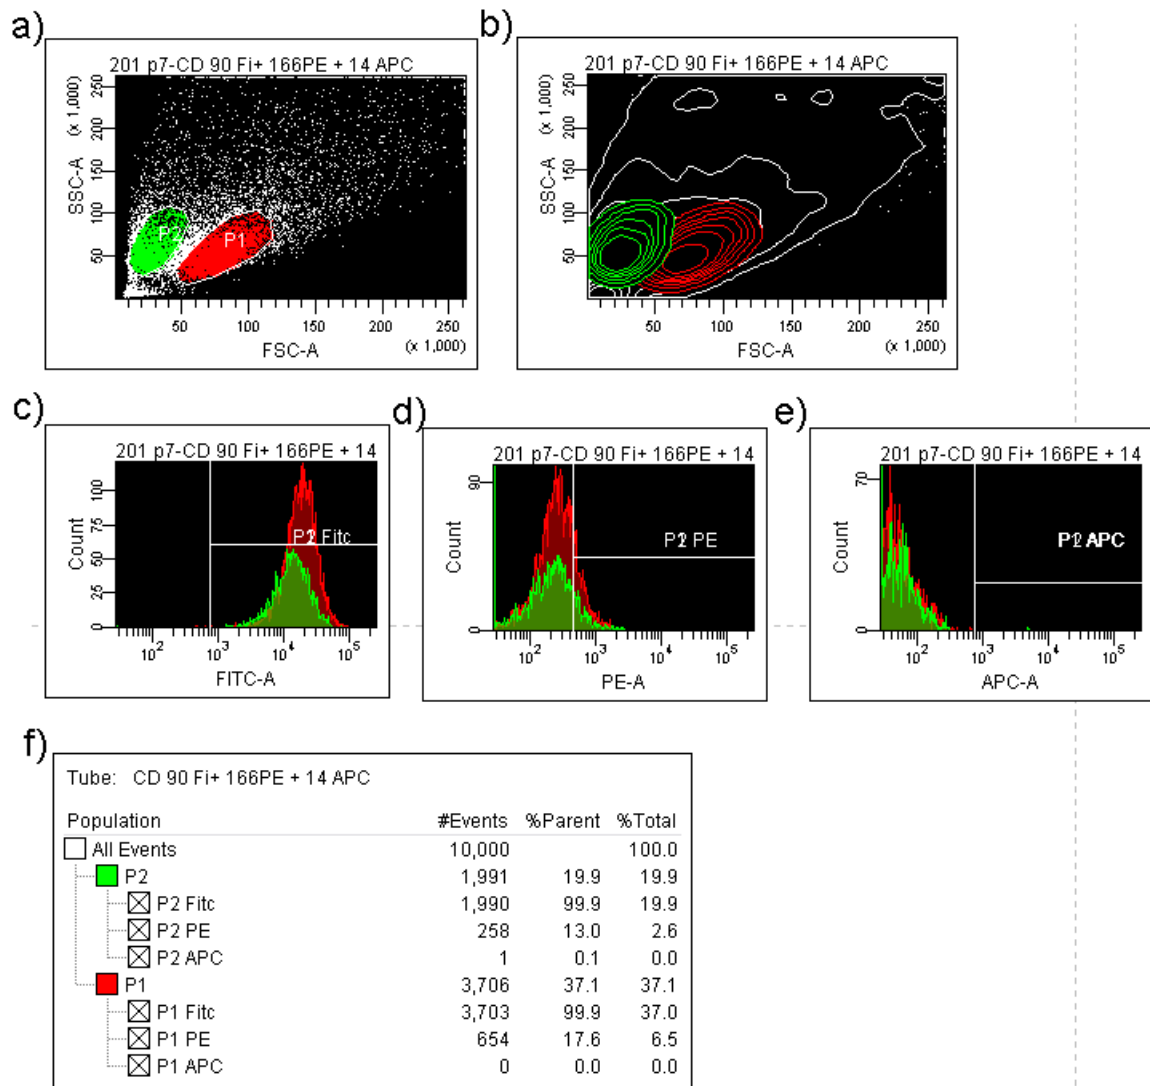 a)
201 p7-CD 90 Fi+ 166PE + 14 APC
SSC-A
(x 1,000)
250
200
150
100
50
P2
P1
50 100 150 200 250
FSC-A
(x 1,000)
b)
201 p7-CD 90 Fi+ 166PE + 14 APC
SSC-A
(x 1,000)
250
200
150
100
50
50 100 150 200 250
FSC-A
(x 1,000)
c)
201 p7-CD 90 Fi+ 166PE + 14
Count
100
75
50
25
0
Fitc
10^2 10^3 10^4 10^5
FITC-A
d)
201 p7-CD 90 Fi+ 166PE + 14
Count
90
0
PE
10^2 10^3 10^4 10^5
PE-A
e)
201 p7-CD 90 Fi+ 166PE + 14
Count
70
0
APC
10^2 10^3 10^4 10^5
APC-A
f)
Tube: CD 90 Fi+ 166PE + 14 APC
Population #Events %Parent %Total
All Events 10,000 100.0
P2 1,991 19.9 19.9
P2 Fitc 1,990 99.9 19.9
P2 PE 258 13.0 2.6
P2 APC 1 0.1 0.0
P1 3,706 37.1 37.1
P1 Fitc 3,703 99.9 37.0
P1 PE 654 17.6 6.5
P1 APC 0 0.0 0.0